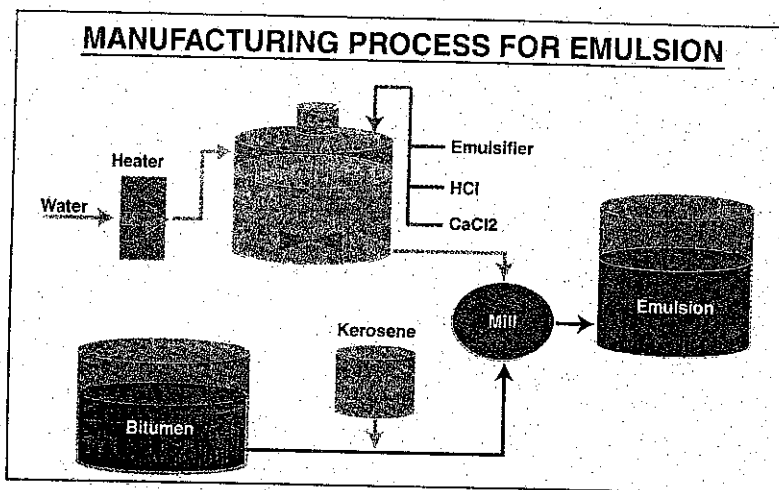 MANUFACTURING PROCESS FOR EMULSION
Heater
Water
Emulsifier
HCl
CaCl2
Emulsion
Mill
Kerosene
Bitumen